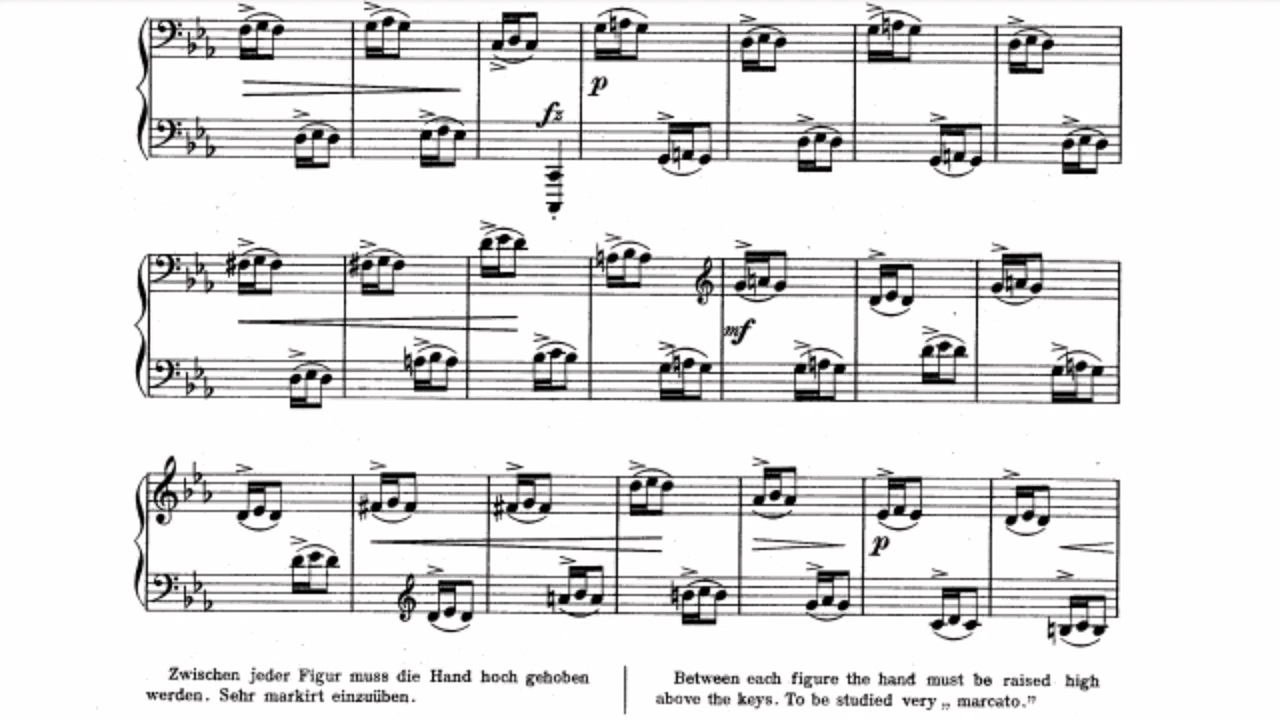 fz
p
mf
p
Zwischen jeder Figur muss die Hand hoch gehoben
werden. Sehr markirt einzuüben.
Between each figure the hand must be raised high
above the keys. To be studied very „ marcato.”